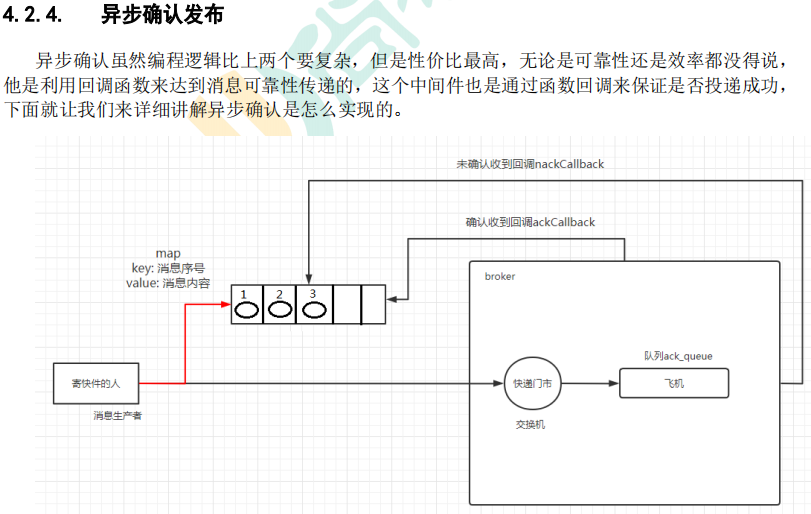 4.2.4. 异步确认发布
异步确认虽然编程逻辑比上两个要复杂，但是性价比最高，无论是可靠性还是效率都没得说，
他是利用回调函数来达到消息可靠性传递的，这个中间件也是通过函数回调来保证是否投递成功，
下面就让我们来详细讲解异步确认是怎么实现的。
未确认收到回调nackCallback
确认收到回调ackCallback
map
key: 消息序号
value: 消息内容
1 2 3
broker
队列ack_queue
寄快件的人
快递门市
飞机
消息生产者
交换机